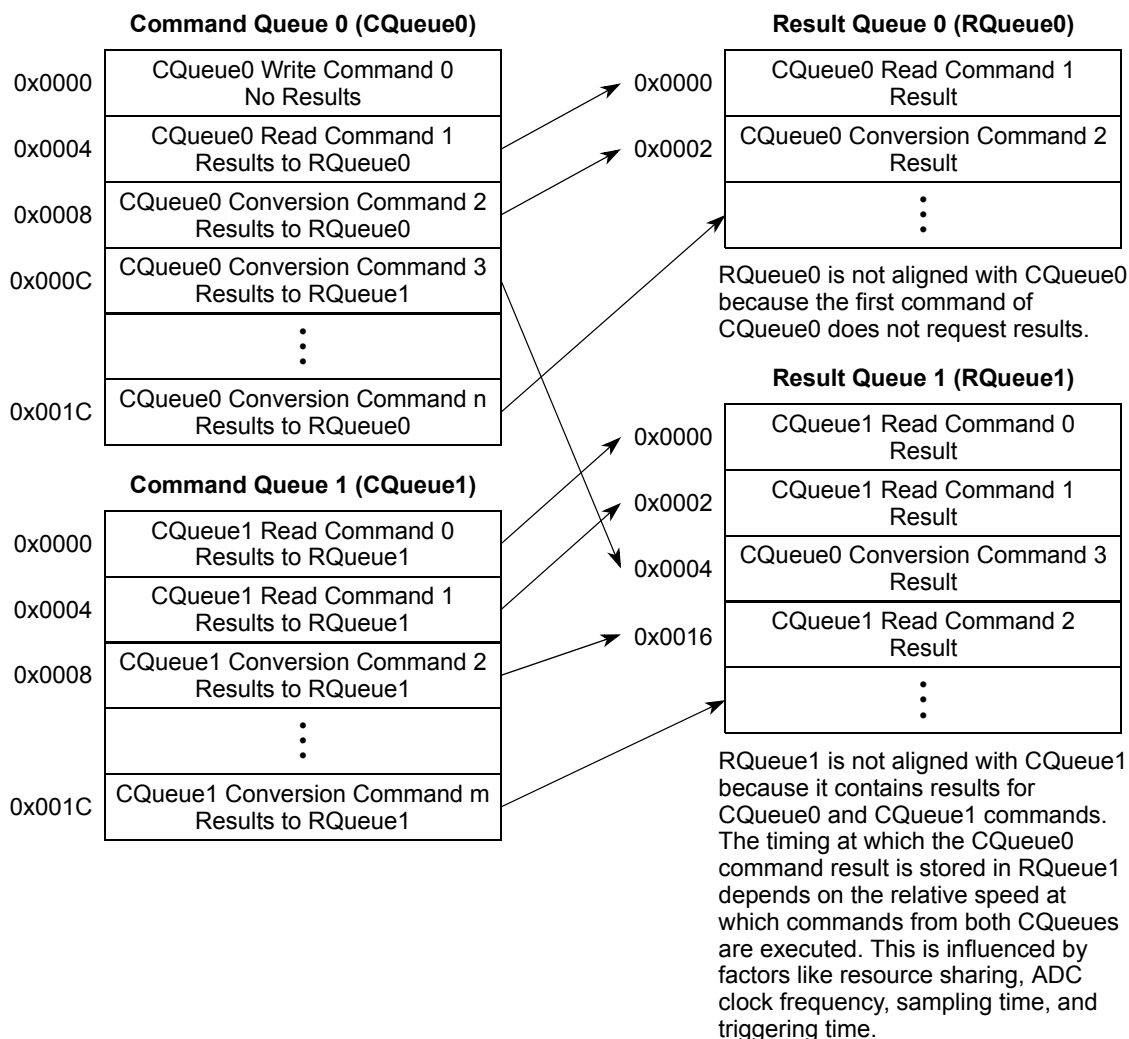 Command Queue 0 (CQueue0)
0x0000
CQueue0 Write Command 0
No Results
0x0004
CQueue0 Read Command 1
Results to RQueue0
0x0008
CQueue0 Conversion Command 2
Results to RQueue0
0x000C
CQueue0 Conversion Command 3
Results to RQueue1
0x001C
CQueue0 Conversion Command n
Results to RQueue0
Command Queue 1 (CQueue1)
0x0000
CQueue1 Read Command 0
Results to RQueue1
0x0004
CQueue1 Read Command 1
Results to RQueue1
0x0008
CQueue1 Conversion Command 2
Results to RQueue1
0x001C
CQueue1 Conversion Command m
Results to RQueue1
Result Queue 0 (RQueue0)
0x0000
CQueue0 Read Command 1
Result
0x0002
CQueue0 Conversion Command 2
Result
RQueue0 is not aligned with CQueue0
because the first command of
CQueue0 does not request results.
Result Queue 1 (RQueue1)
0x0000
CQueue1 Read Command 0
Result
0x0002
CQueue1 Read Command 1
Result
0x0004
CQueue0 Conversion Command 3
Result
0x0016
CQueue1 Read Command 2
Result
RQueue1 is not aligned with CQueue1
because it contains results for
CQueue0 and CQueue1 commands.
The timing at which the CQueue0
command result is stored in RQueue1
depends on the relative speed at
which commands from both CQueues
are executed. This is influenced by
factors like resource sharing, ADC
clock frequency, sampling time, and
triggering time.